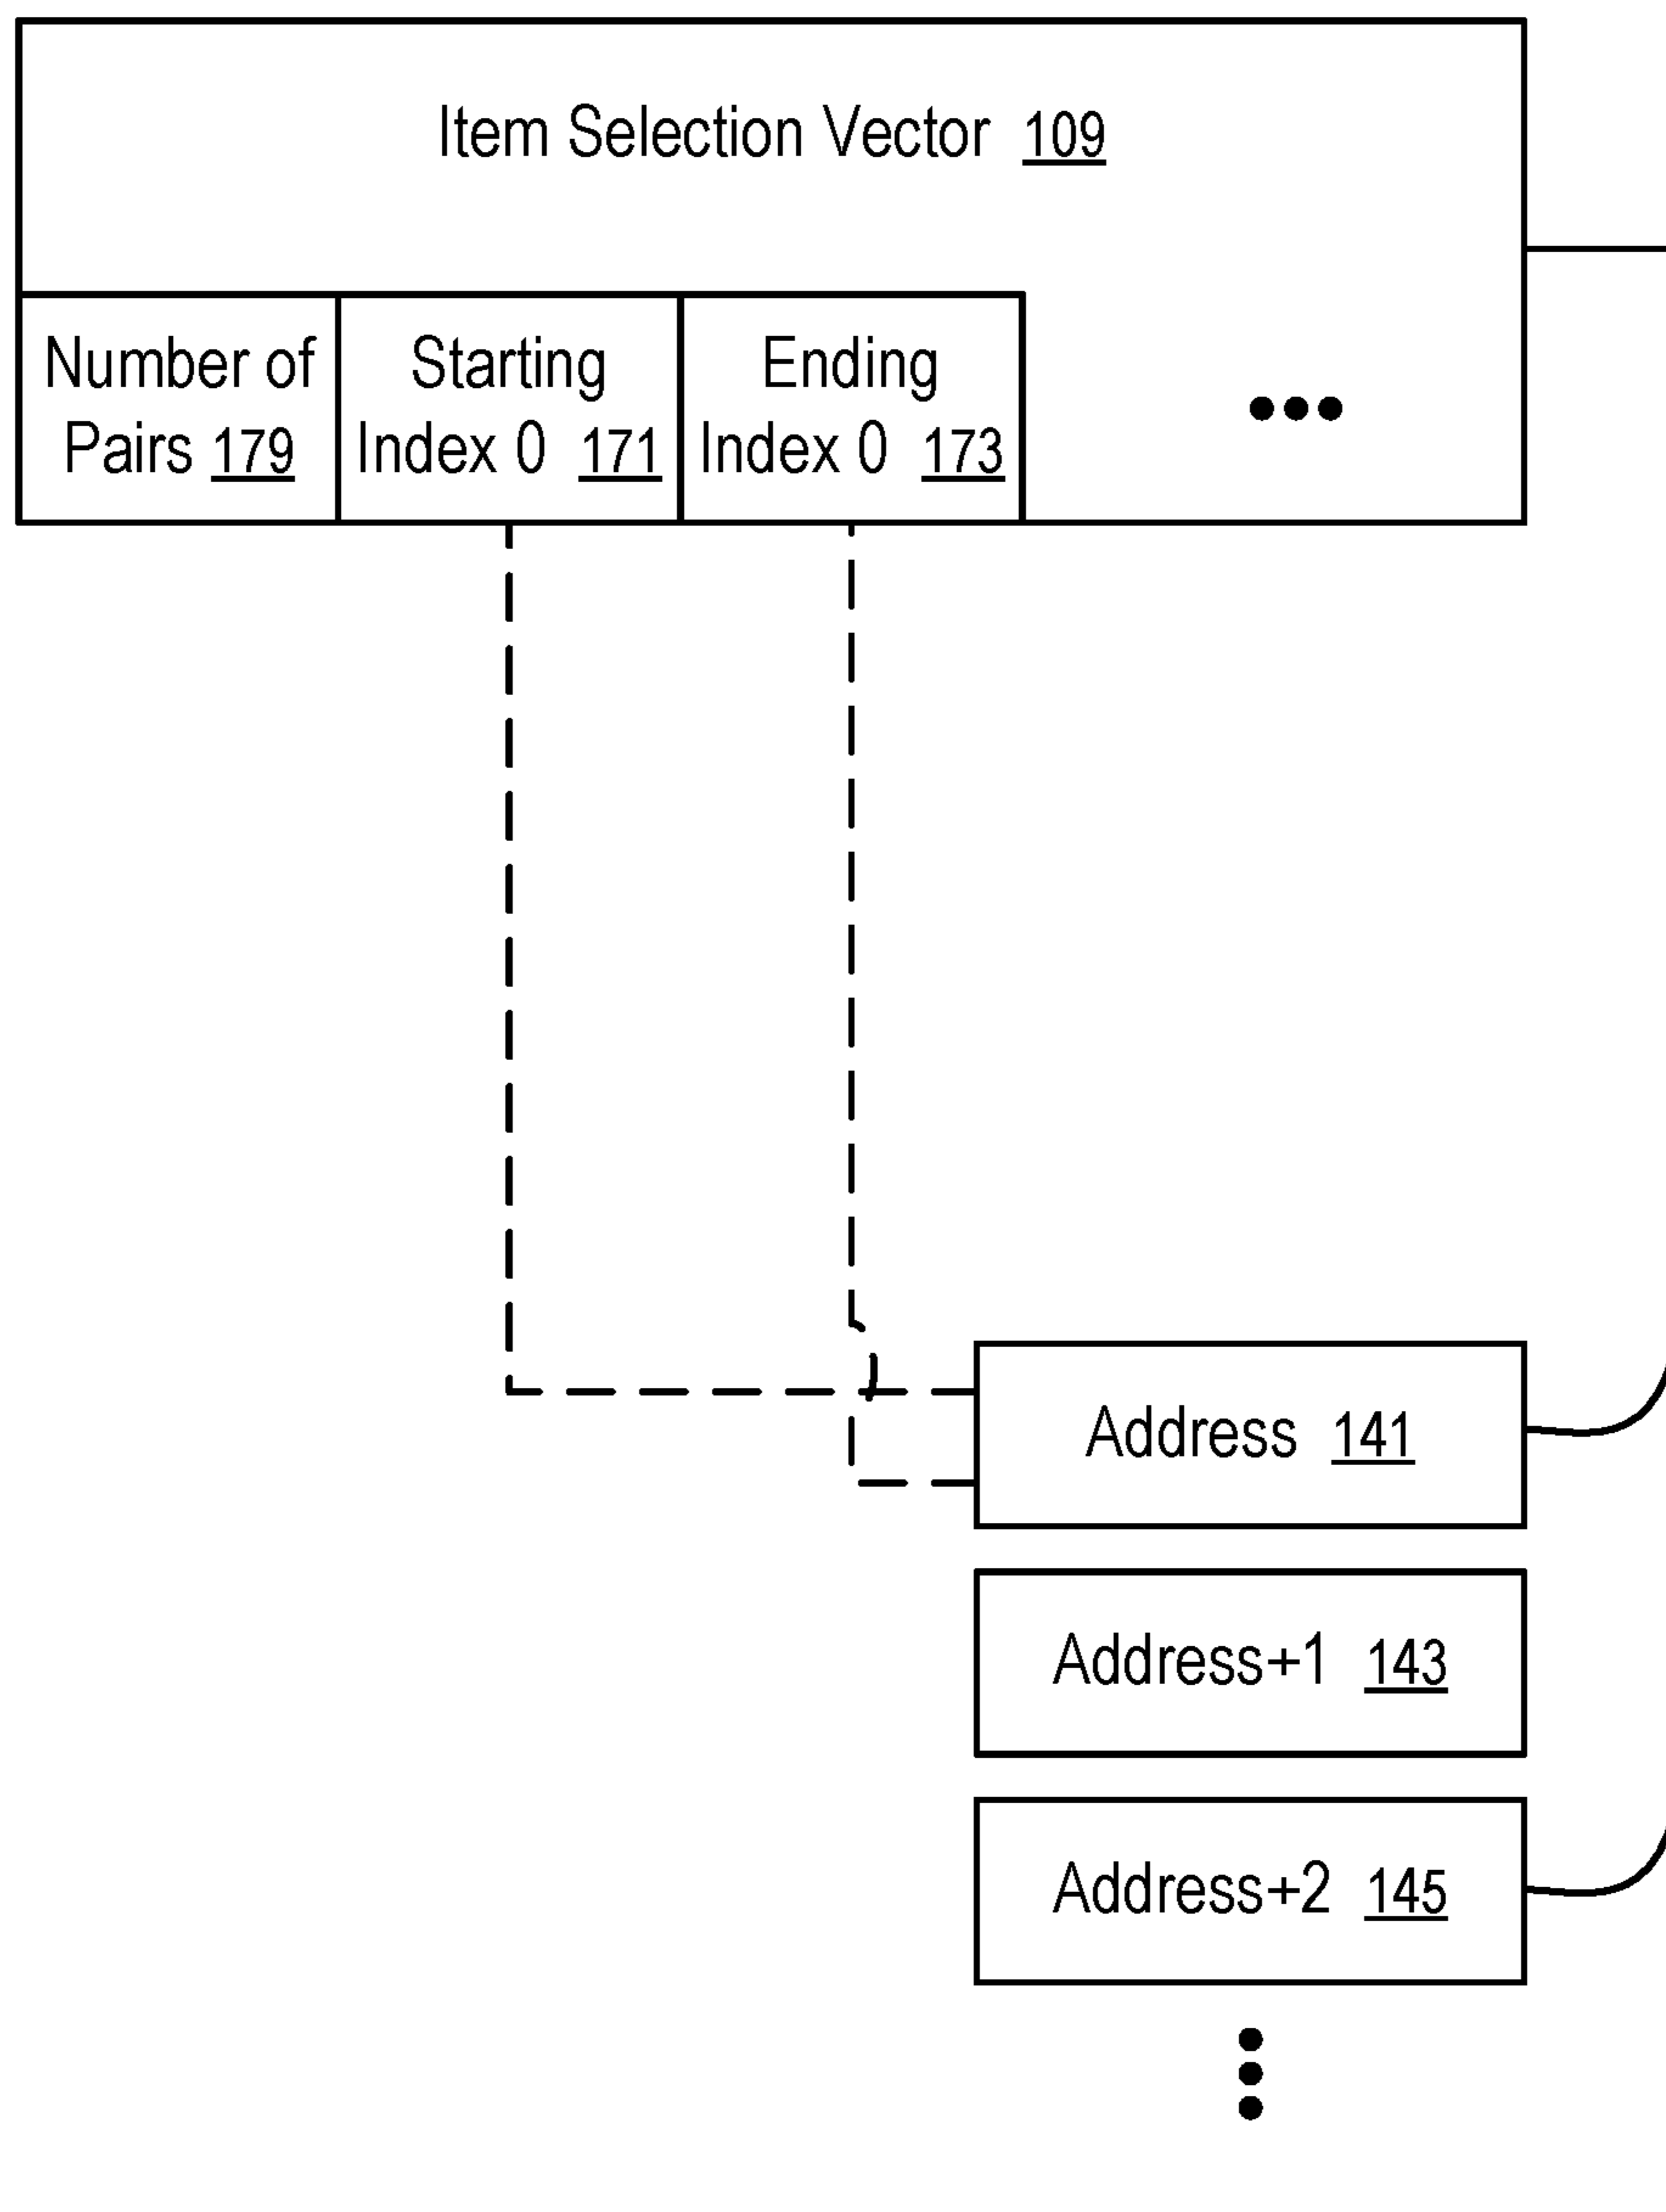 Item Selection Vector 109
Number of
Pairs 179
Starting
Index 0 171
Ending
Index 0 173
Address 141
Address+1 143
Address+2 145